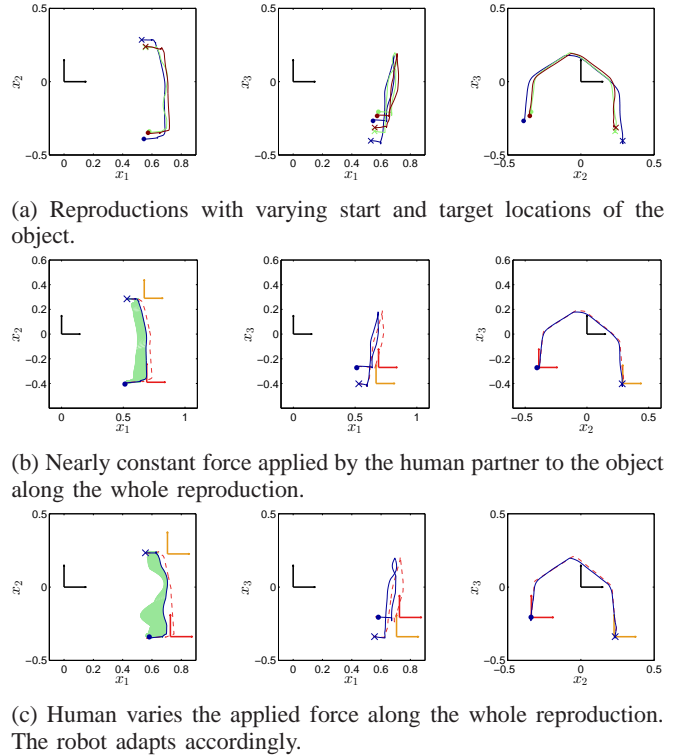 0.5
0
−0.5
x2
0 0.2 0.4 0.6 0.8
x1
0.5
0
−0.5
x3
0 0.2 0.4 0.6 0.8
x1
0.5
0
−0.5
x3
−0.5 0 0.5
x2
(a) Reproductions with varying start and target locations of the
object.
0.6
0.4
0.2
0
−0.2
−0.4
x2
0 0.5 1
x1
0.6
0.4
0.2
0
−0.2
−0.4
x3
0 0.5 1
x1
0.6
0.4
0.2
0
−0.2
−0.4
x3
−0.5 0 0.5
x2
(b) Nearly constant force applied by the human partner to the object
along the whole reproduction.
0.5
0
−0.5
x2
0 0.2 0.4 0.6 0.8
x1
0.5
0
−0.5
x3
0 0.2 0.4 0.6 0.8
x1
0.5
0
−0.5
x3
−0.5 0 0.5
x2
(c) Human varies the applied force along the whole reproduction.
The robot adapts accordingly.